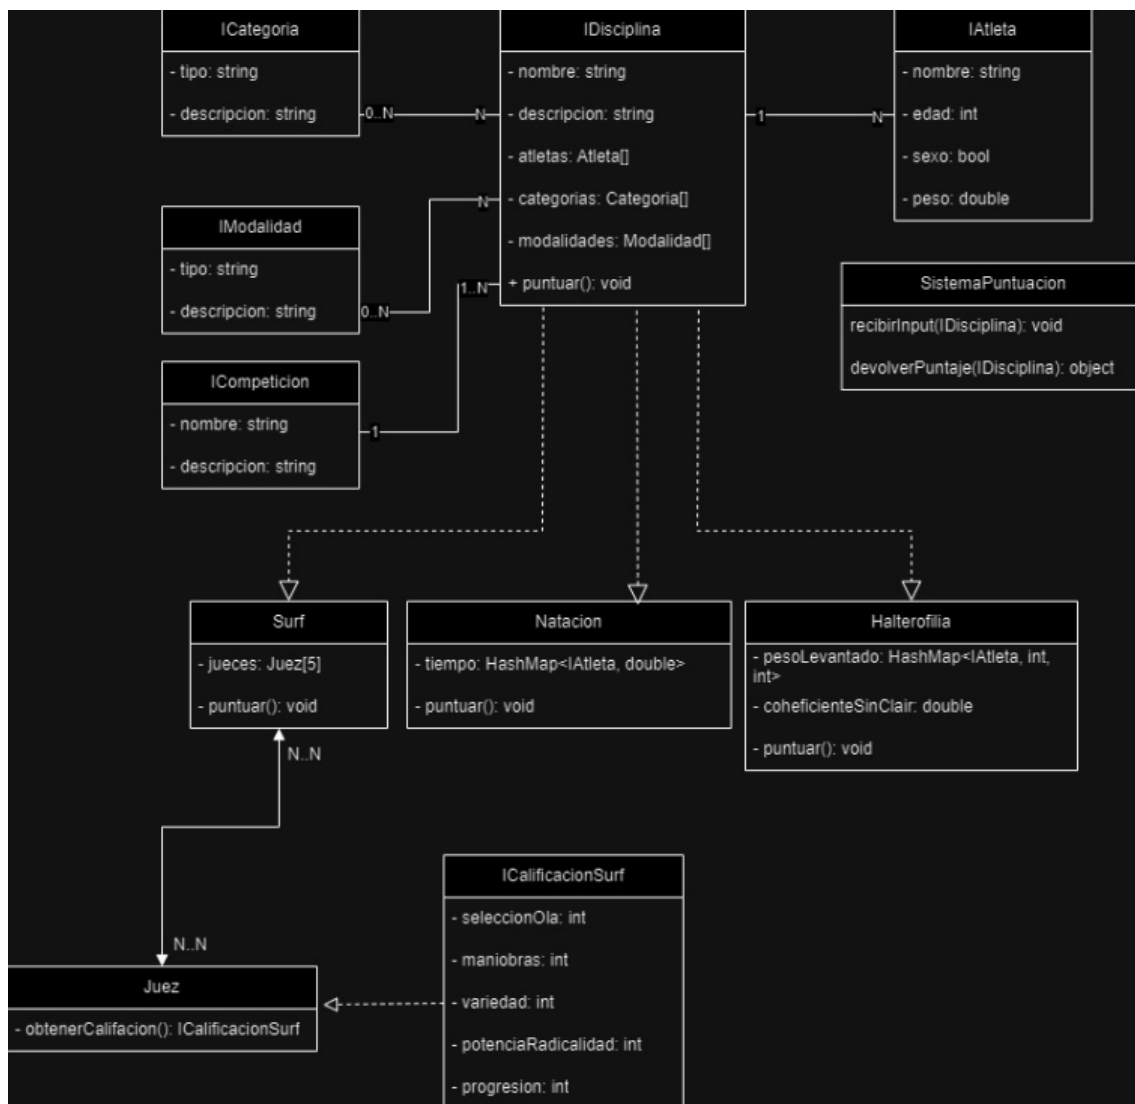 ICategoria
- tipo: string
- descripcion: string
0..N
N
IDisciplina
- nombre: string
- descripcion: string
- atletas: Atleta[]
- categorias: Categoria[]
- modalidades: Modalidad[]
+ puntuar(): void
1
N
IAtleta
- nombre: string
- edad: int
- sexo: bool
- peso: double
IModalidad
- tipo: string
- descripcion: string
0..N
N
1..N
SistemaPuntuacion
recibirInput(IDisciplina): void
devolverPuntaje(IDisciplina): object
ICompeticion
- nombre: string
- descripcion: string
1
Surf
- jueces: Juez[5]
- puntuar(): void
Natacion
- tiempo: HashMap<IAtleta, double>
- puntuar(): void
Halterofilia
- pesoLevantado: HashMap<IAtleta, int,
int>
- coheficienteSinClair: double
- puntuar(): void
N..N
N..N
Juez
- obtenerCalifacion(): ICalificacionSurf
ICalificacionSurf
- seleccionOla: int
- maniobras: int
- variedad: int
- potenciaRadicalidad: int
- progresion: int